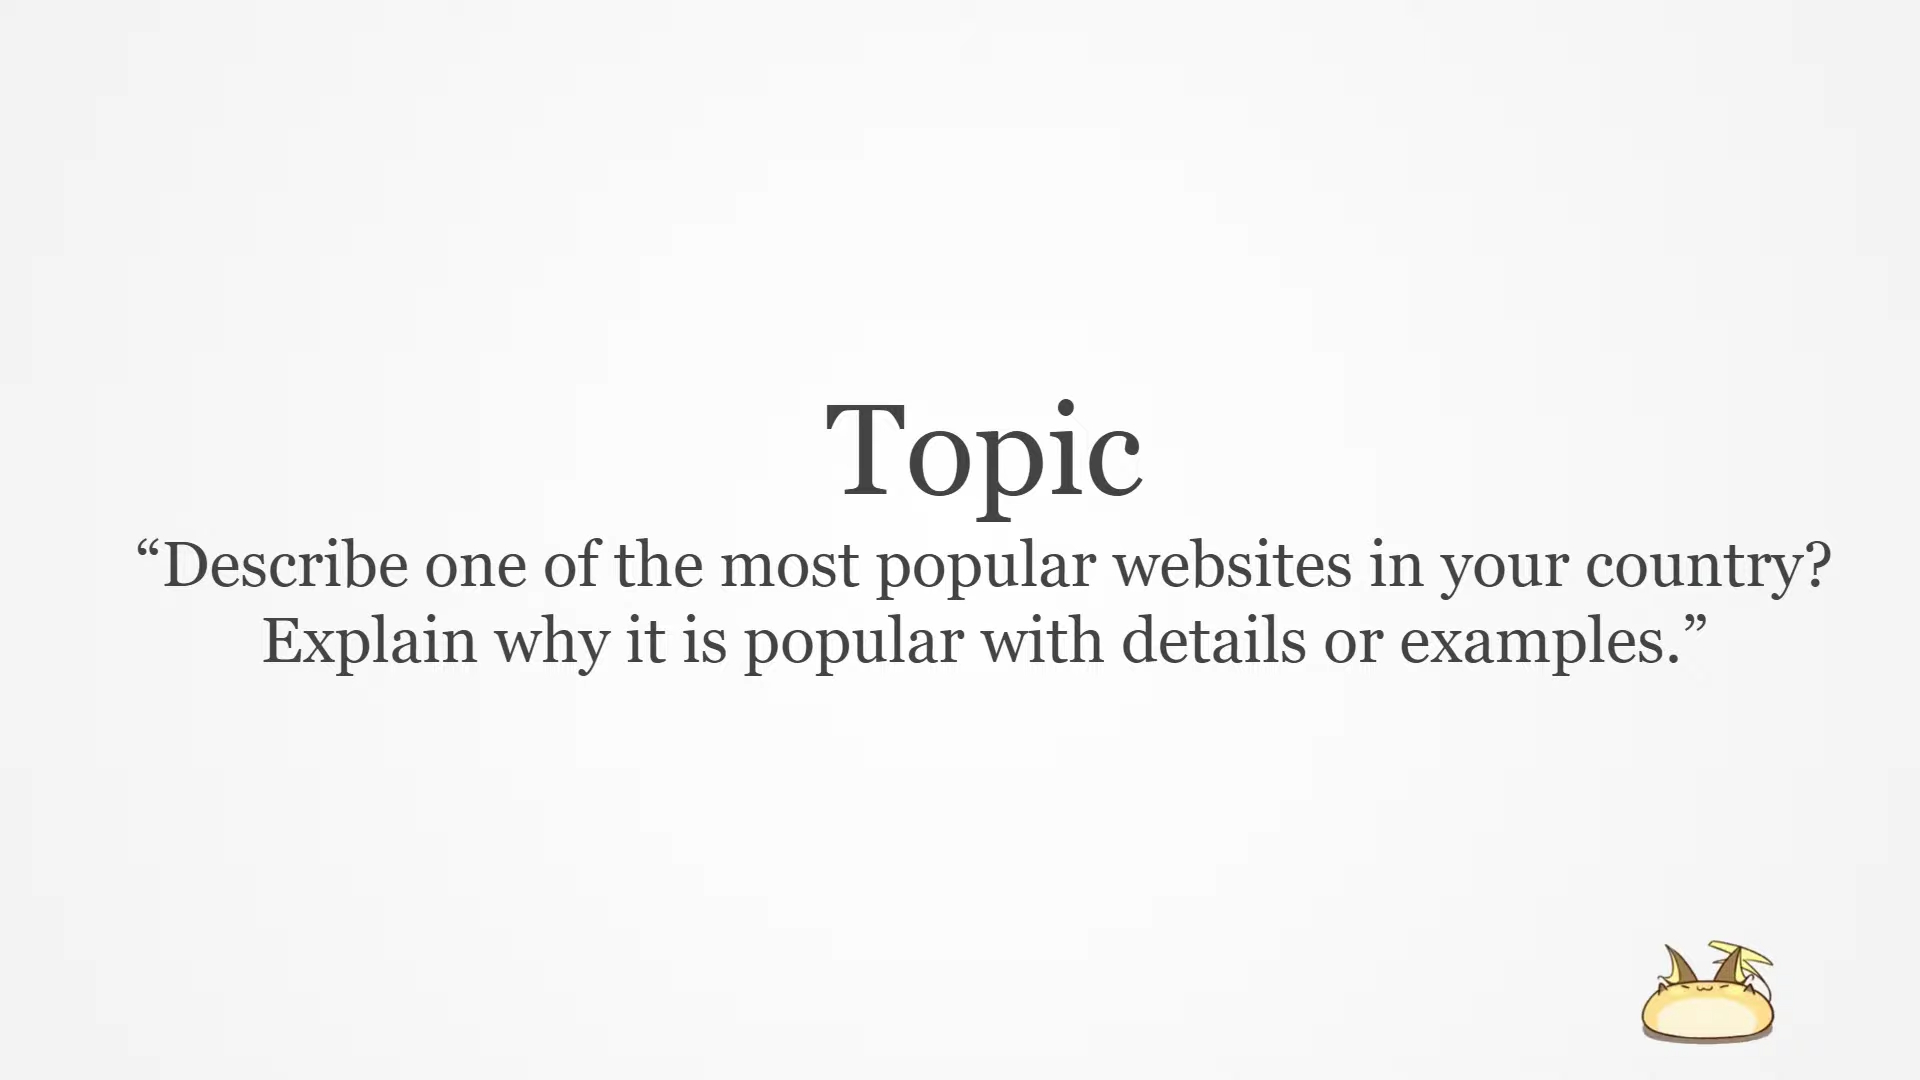 Topic
“Describe one of the most popular websites in your country?
Explain why it is popular with details or examples.”